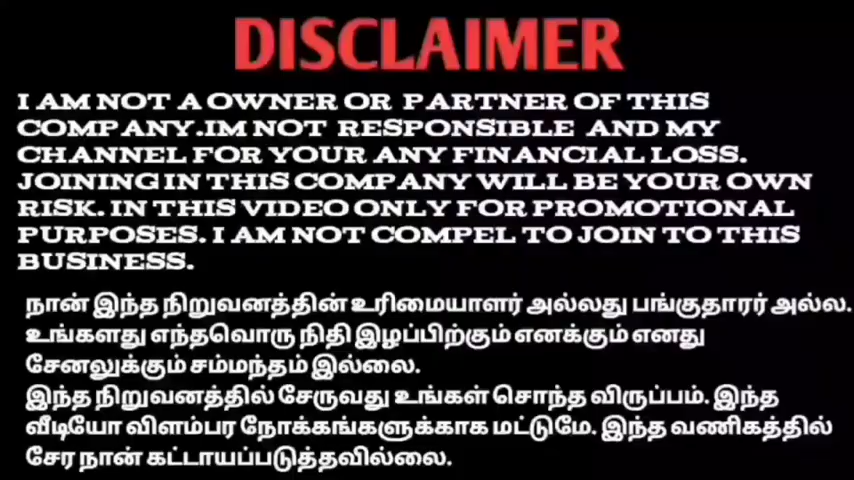 DISCLAIMER
I AM NOT A OWNER OR PARTNER OF THIS
COMPANY.IM NOT RESPONSIBLE AND MY
CHANNEL FOR YOUR ANY FINANCIAL LOSS.
JOINING IN THIS COMPANY WILL BE YOUR OWN
RISK. IN THIS VIDEO ONLY FOR PROMOTIONAL
PURPOSES. I AM NOT COMPEL TO JOIN TO THIS
BUSINESS.
நான் இந்த நிறுவனத்தின் உரிமையாளர் அல்லது பங்குதாரர் அல்ல.
உங்களது எந்தவொரு நிதி இழப்பிற்கும் எனக்கும் எனது
சேனலுக்கும் சம்மந்தம் இல்லை.
இந்த நிறுவனத்தில் சேருவது உங்கள் சொந்த விருப்பம். இந்த
வீடியோ விளம்பர நோக்கங்களுக்காக மட்டுமே. இந்த வணிகத்தில்
சேர நான் கட்டாயப்படுத்தவில்லை.